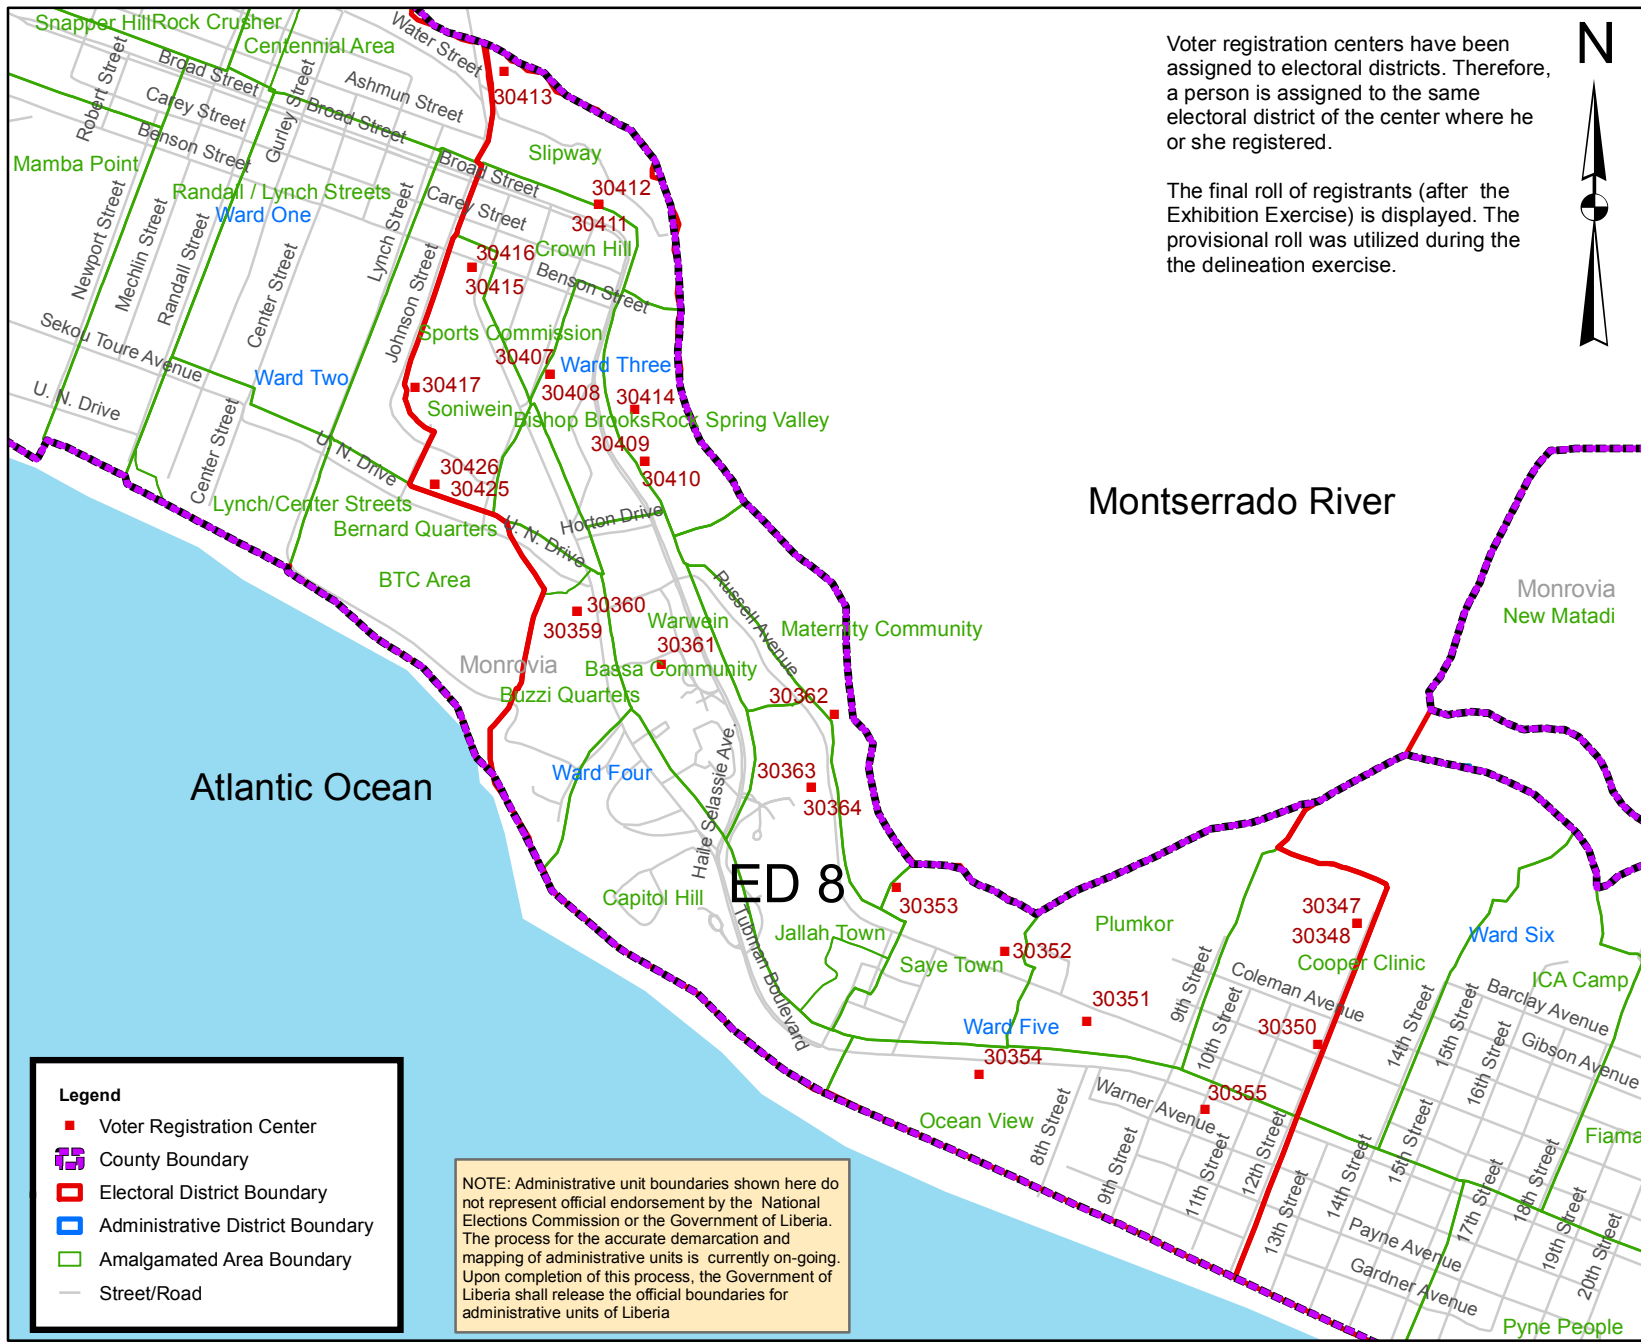 Snapper Hill
Rock Crusher
Centennial Area
Water Street
Robert Street
Broad Street
Gurley Street
Ashmun Street
Carey Street
Broad Street
Benson Street
30413
Slipway
Mamba Point
Randall / Lynch Streets
Ward One
Broad Street
Carey Street
30412
30411
Newport Street
Mechlin Street
Randall Street
Center Street
Lynch Street
Johnson Street
30416
30415
Crown Hill
Benson Street
Sports Commission
30407
Ward Three
30408
30414
Sekou Toure Avenue
U. N. Drive
Ward Two
30417
Soniwein
Bishop Brooks
Rock Spring Valley
30409
30410
Center Street
U. N. Drive
30426
30425
Lynch/Center Streets
Bernard Quarters
U. N. Drive
Horton Drive
BTC Area
30360
30359
Warwein
30361
Russell Avenue
Maternity Community
Monrovia
Bassa Community
Buzzi Quarters
30362
Ward Four
Haile Selassie Ave.
30363
30364
Atlantic Ocean
Montserrado River
Monrovia
New Matadi
ED 8
Capitol Hill
Tubman Boulevard
Jallah Town
30353
Saye Town
30352
Plumkor
30351
Ward Five
30354
Ocean View
9th Street
10th Street
Coleman Avenue
30347
30348
Cooper Clinic
30350
30355
Warner Avenue
8th Street
9th Street
11th Street
12th Street
13th Street
14th Street
15th Street
14th Street
15th Street
16th Street
Ward Six
ICA Camp
Barclay Avenue
Gibson Avenue
Fiama
17th Street
18th Street
19th Street
20th Street
Payne Avenue
Gardner Avenue
Pyne People
Voter registration centers have been
assigned to electoral districts. Therefore,
a person is assigned to the same
electoral district of the center where he
or she registered.
The final roll of registrants (after the
Exhibition Exercise) is displayed. The
provisional roll was utilized during the
the delineation exercise.
N
Legend
Voter Registration Center
County Boundary
Electoral District Boundary
Administrative District Boundary
Amalgamated Area Boundary
Street/Road
NOTE: Administrative unit boundaries shown here do
not represent official endorsement by the National
Elections Commission or the Government of Liberia.
The process for the accurate demarcation and
mapping of administrative units is currently on-going.
Upon completion of this process, the Government of
Liberia shall release the official boundaries for
administrative units of Liberia